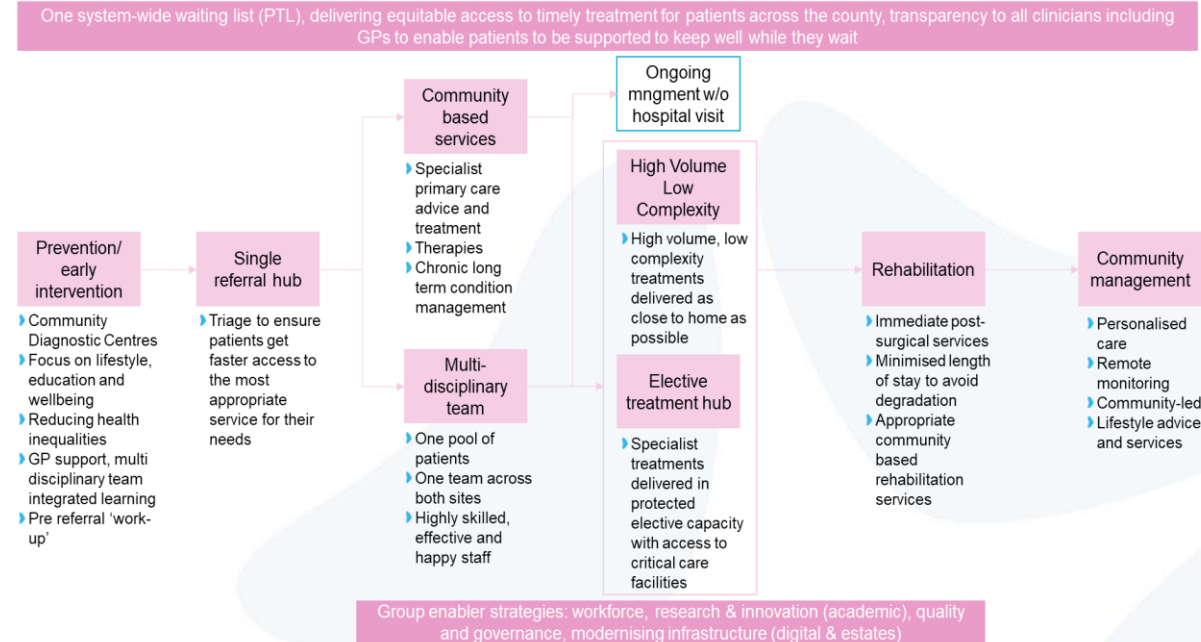 One system-wide waiting list (PTL), delivering equitable access to timely treatment for patients across the county, transparency to all clinicians including
GPs to enable patients to be supported to keep well while they wait
Prevention/
early
intervention
Community
Diagnostic Centres
Focus on lifestyle,
education and
wellbeing
Reducing health
inequalities
GP support, multi
disciplinary team
integrated learning
Pre referral ‘work-
up’
Single
referral hub
Triage to ensure
patients get
faster access to
the most
appropriate
service for their
needs
Community
based
services
Specialist
primary care
advice and
treatment
Therapies
Chronic long
term condition
management
Multi-
disciplinary
team
One pool of
patients
One team across
both sites
Highly skilled,
effective and
happy staff
Ongoing
mngment w/o
hospital visit
High Volume
Low
Complexity
High volume, low
complexity
treatments
delivered as
close to home as
possible
Elective
treatment hub
Specialist
treatments
delivered in
protected
elective capacity
with access to
critical care
facilities
Rehabilitation
Immediate post-
surgical services
Minimised length
of stay to avoid
degradation
Appropriate
community
based
rehabilitation
services
Community
management
Personalised
care
Remote
monitoring
Community-led
Lifestyle advice
and services
Group enabler strategies: workforce, research & innovation (academic), quality
and governance, modernising infrastructure (digital & estates)